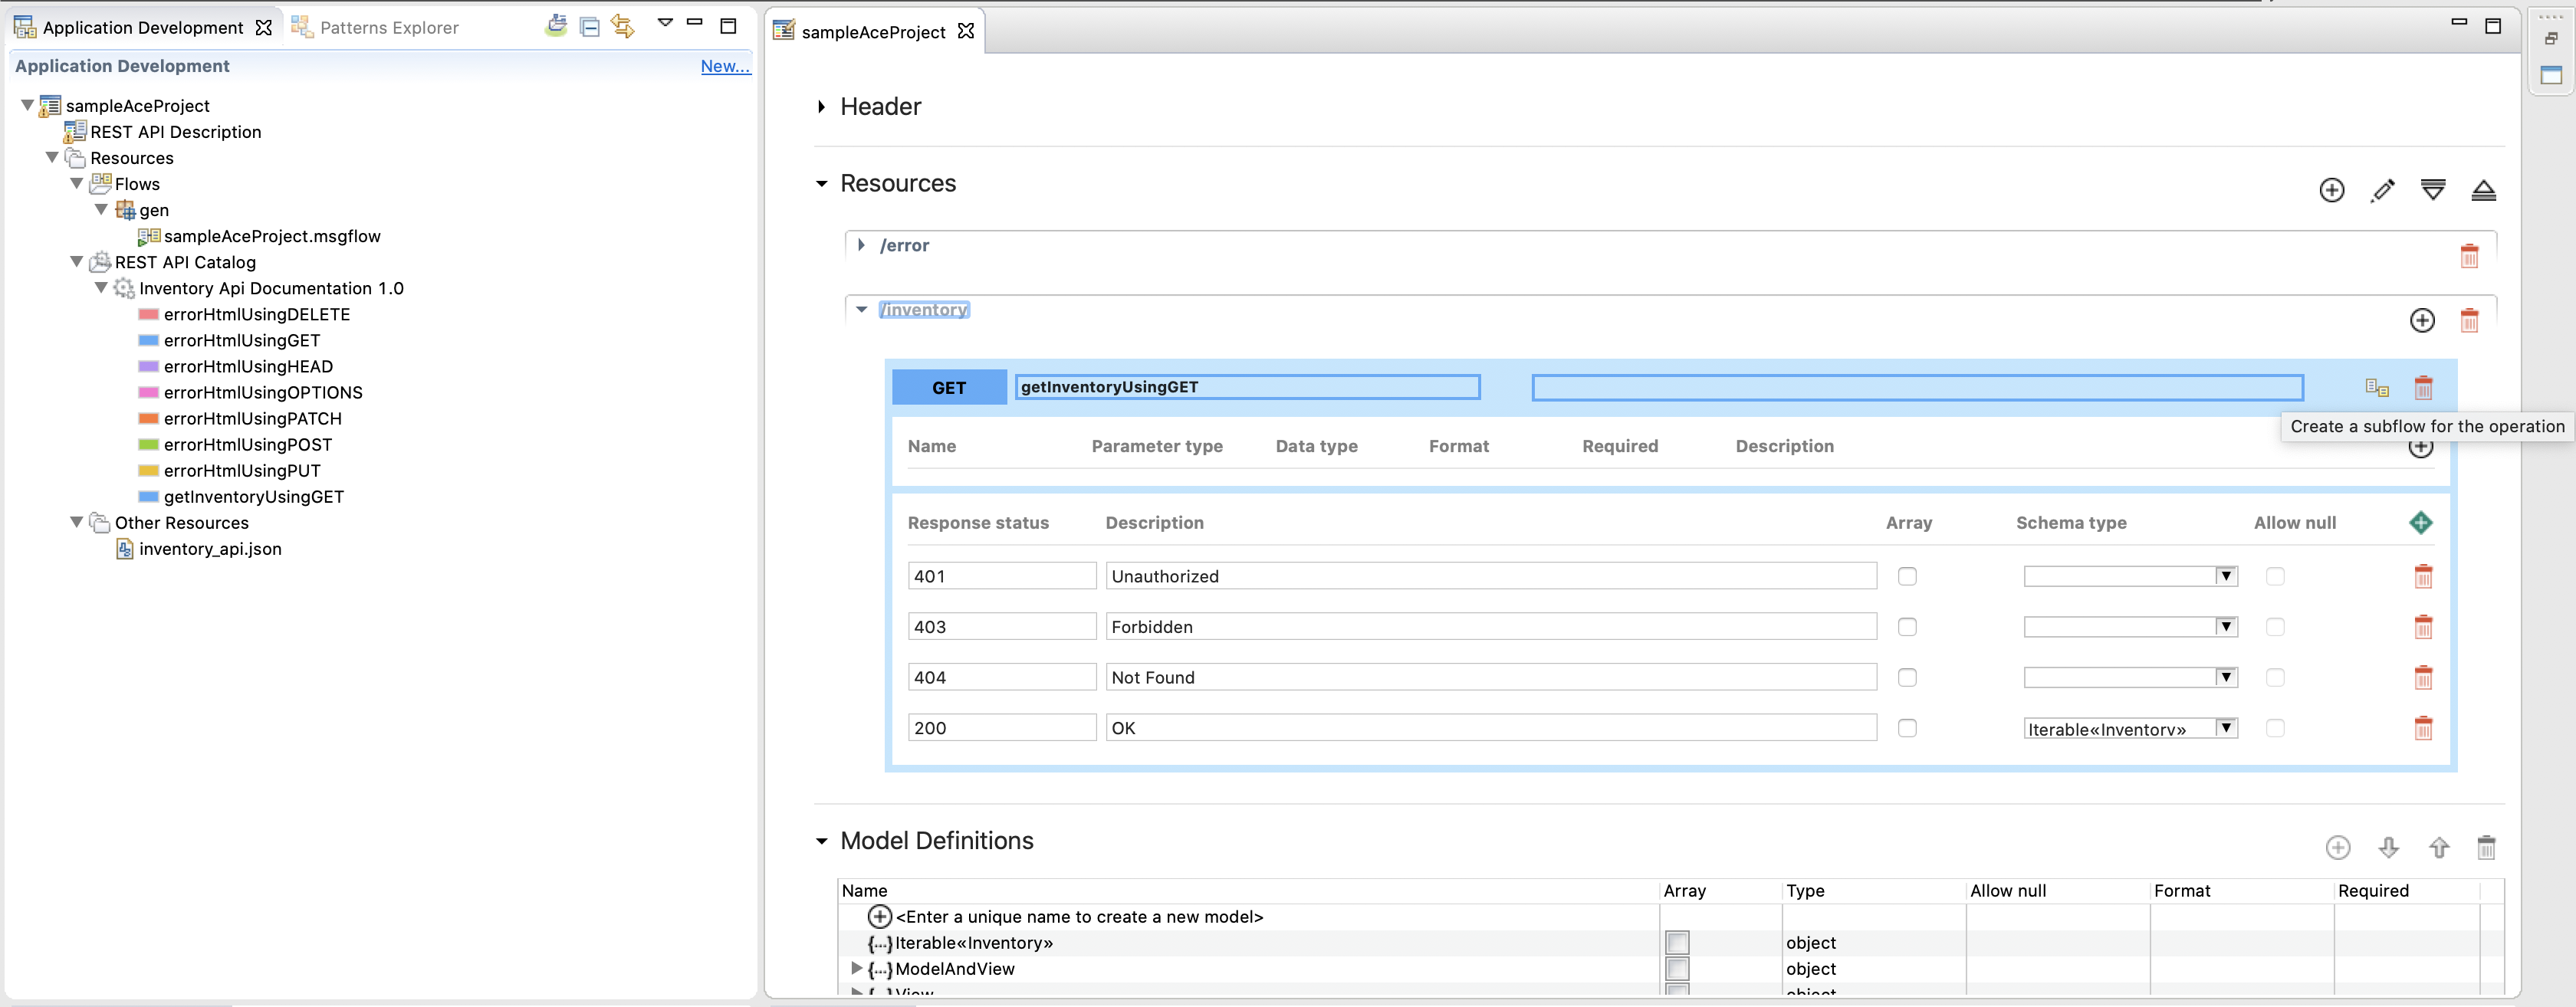 Application Development
Patterns Explorer
Application Development
New...
sampleAceProject
REST API Description
Resources
Flows
gen
sampleAceProject.msgflow
REST API Catalog
Inventory Api Documentation 1.0
errorHtmlUsingDELETE
errorHtmlUsingGET
errorHtmlUsingHEAD
errorHtmlUsingOPTIONS
errorHtmlUsingPATCH
errorHtmlUsingPOST
errorHtmlUsingPUT
getInventoryUsingGET
Other Resources
inventory_api.json
sampleAceProject
Header
Resources
/error
/inventory
GET getInventoryUsingGET
Create a subflow for the operation
Name Parameter type Data type Format Required Description
Response status Description Array Schema type Allow null
401 Unauthorized
403 Forbidden
404 Not Found
200 OK Iterable«Inventory»
Model Definitions
Name Array Type Allow null Format Required
<Enter a unique name to create a new model>
{...} Iterable«Inventory» object
{...} ModelAndView object
{...} View object